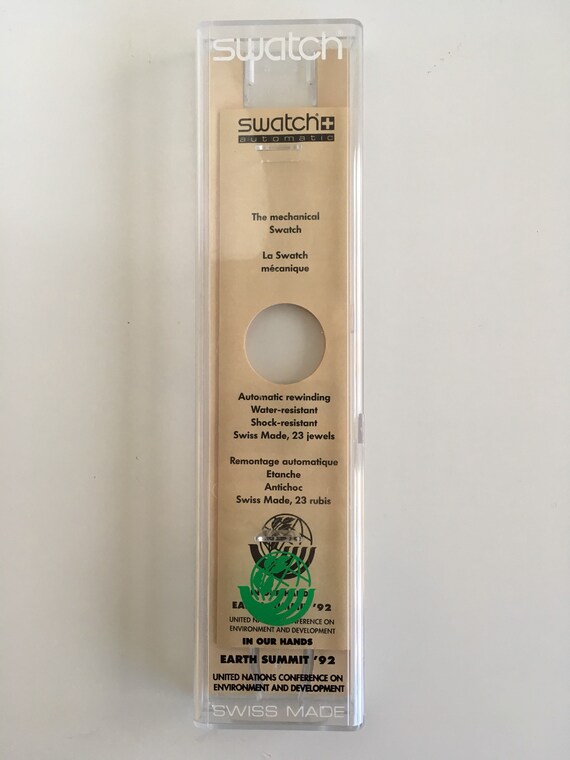 swatch
swatch+
automatic
The mechanical
Swatch
La Swatch
mécanique
Automatic rewinding
Water-resistant
Shock-resistant
Swiss Made, 23 jewels
Remontage automatique
Etanche
Antichoc
Swiss Made, 23 rubis
'92
ENVIRONMENT AND DEVELOPMENT
IN OUR HANDS
EARTH SUMMIT '92
UNITED NATIONS CONFERENCE ON
ENVIRONMENT AND DEVELOPMENT
SWISS MADE